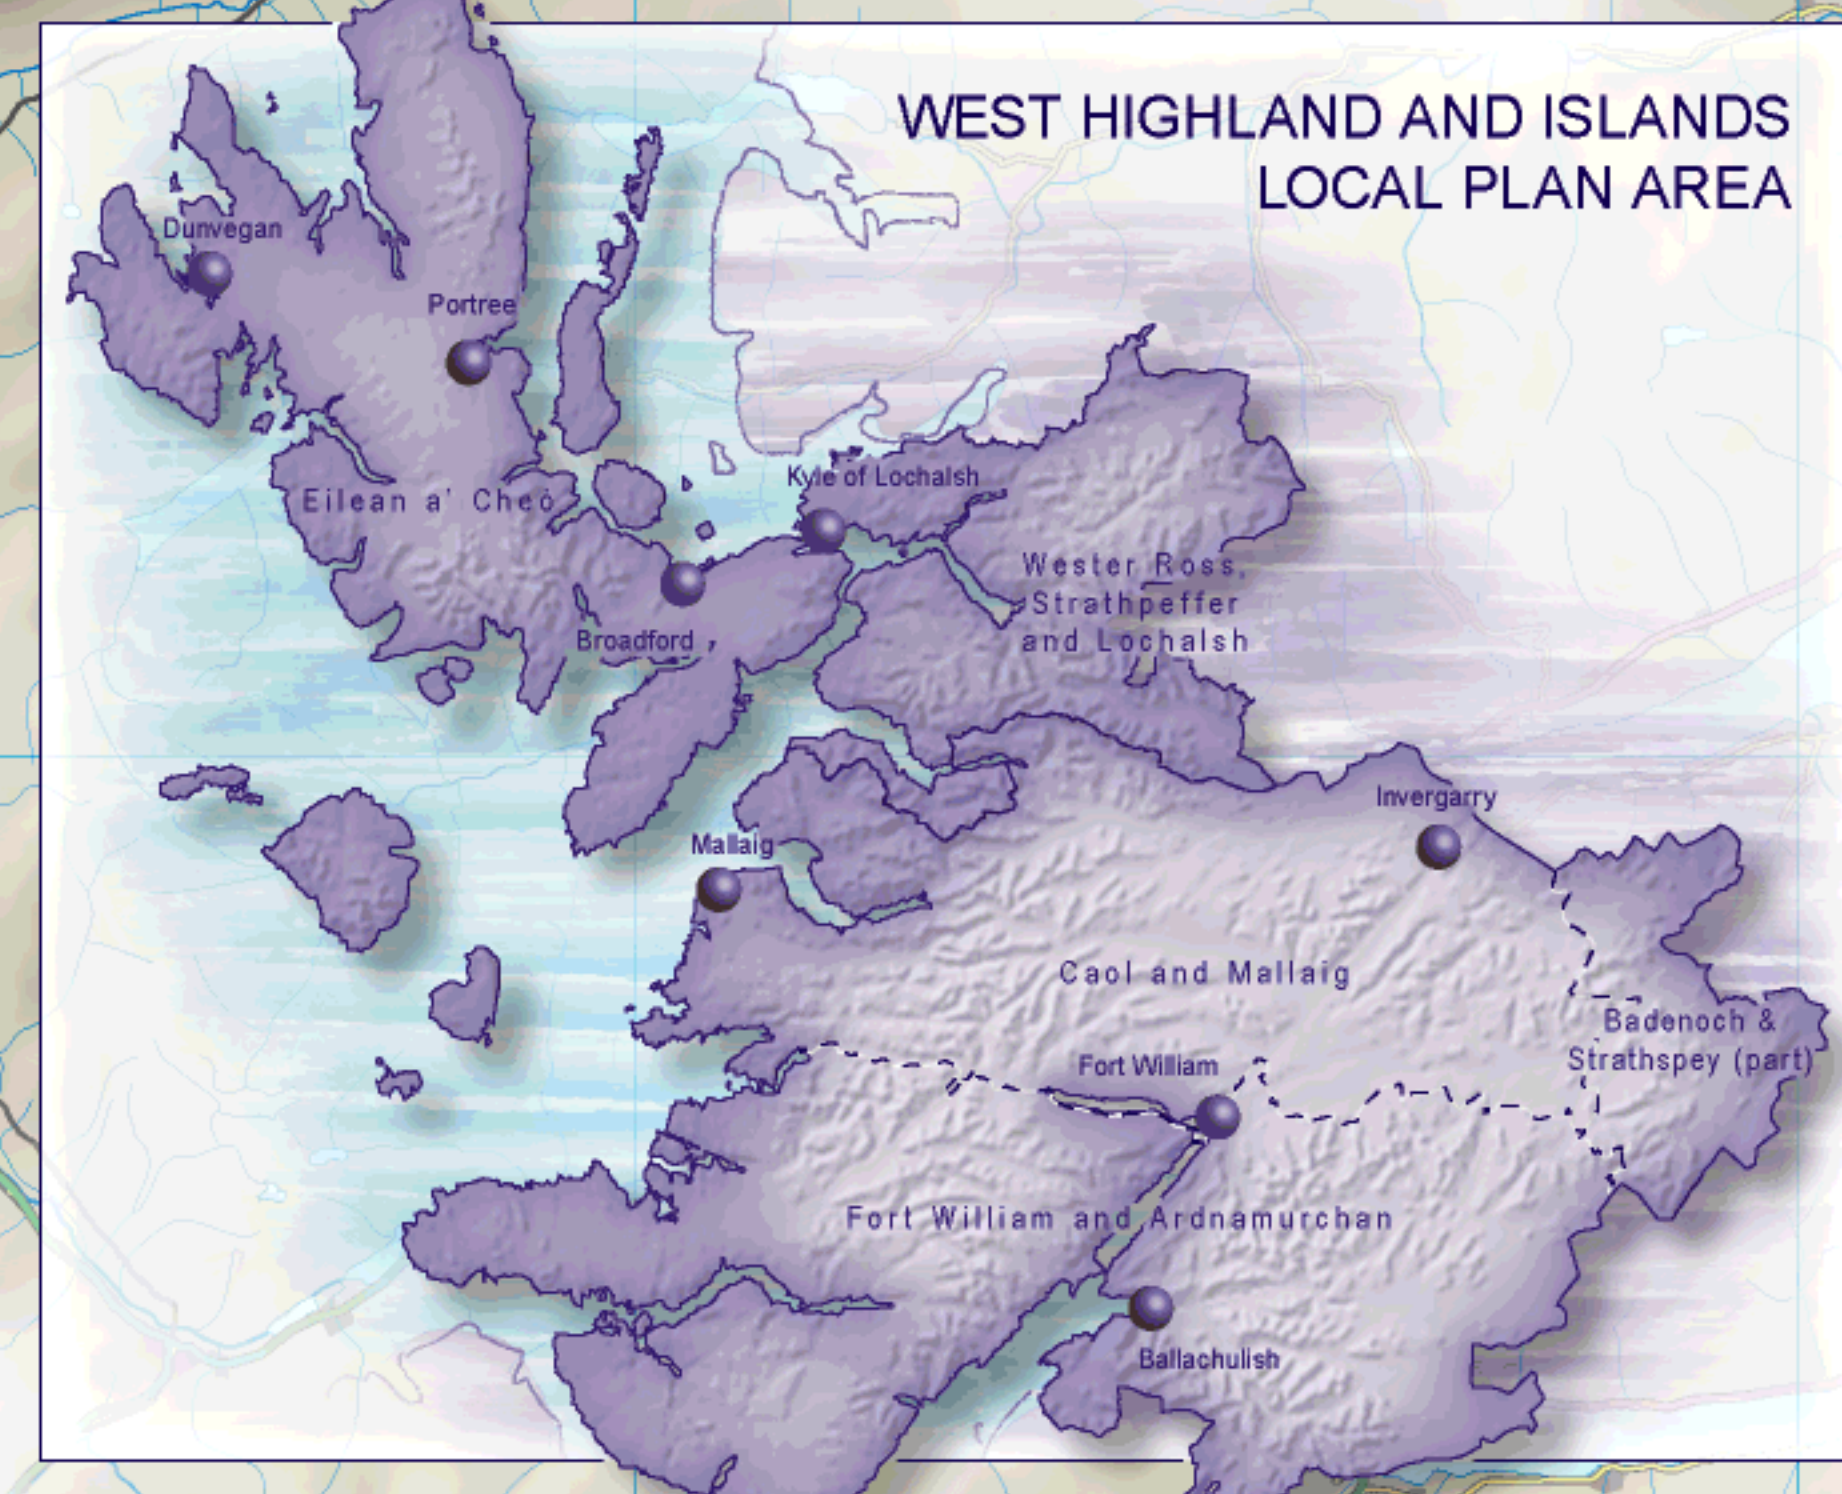 WEST HIGHLAND AND ISLANDS
LOCAL PLAN AREA
Dunvegan
Portree
Kyle of Lochalsh
Eilean a' Cheò
Wester Ross,
Strathpeffer
and Lochalsh
Broadford
Invergarry
Mallaig
Caol and Mallaig
Badenoch &
Strathspey (part)
Fort William
Fort William and Ardnamurchan
Ballachulish